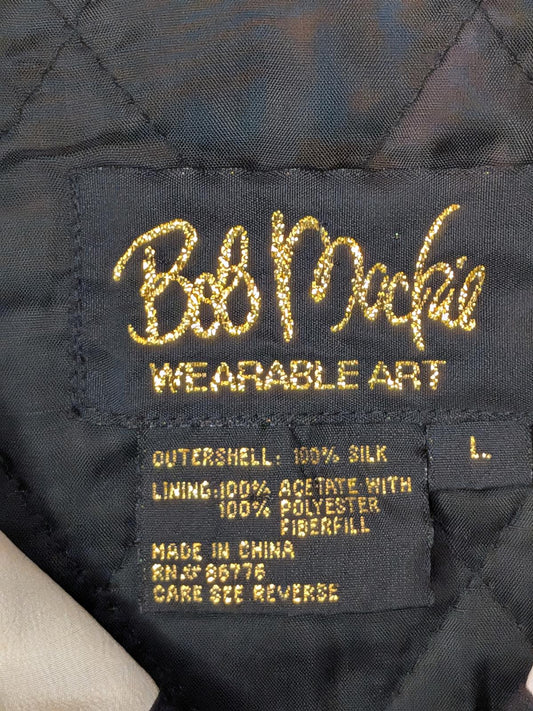 Bob Mackie
WEARABLE ART
OUTERSHELL: 100% SILK
L.
LINING:100% ACETATE WITH
100% POLYESTER
FIBERFILL
MADE IN CHINA
RN.# 86776
CARE SEE REVERSE